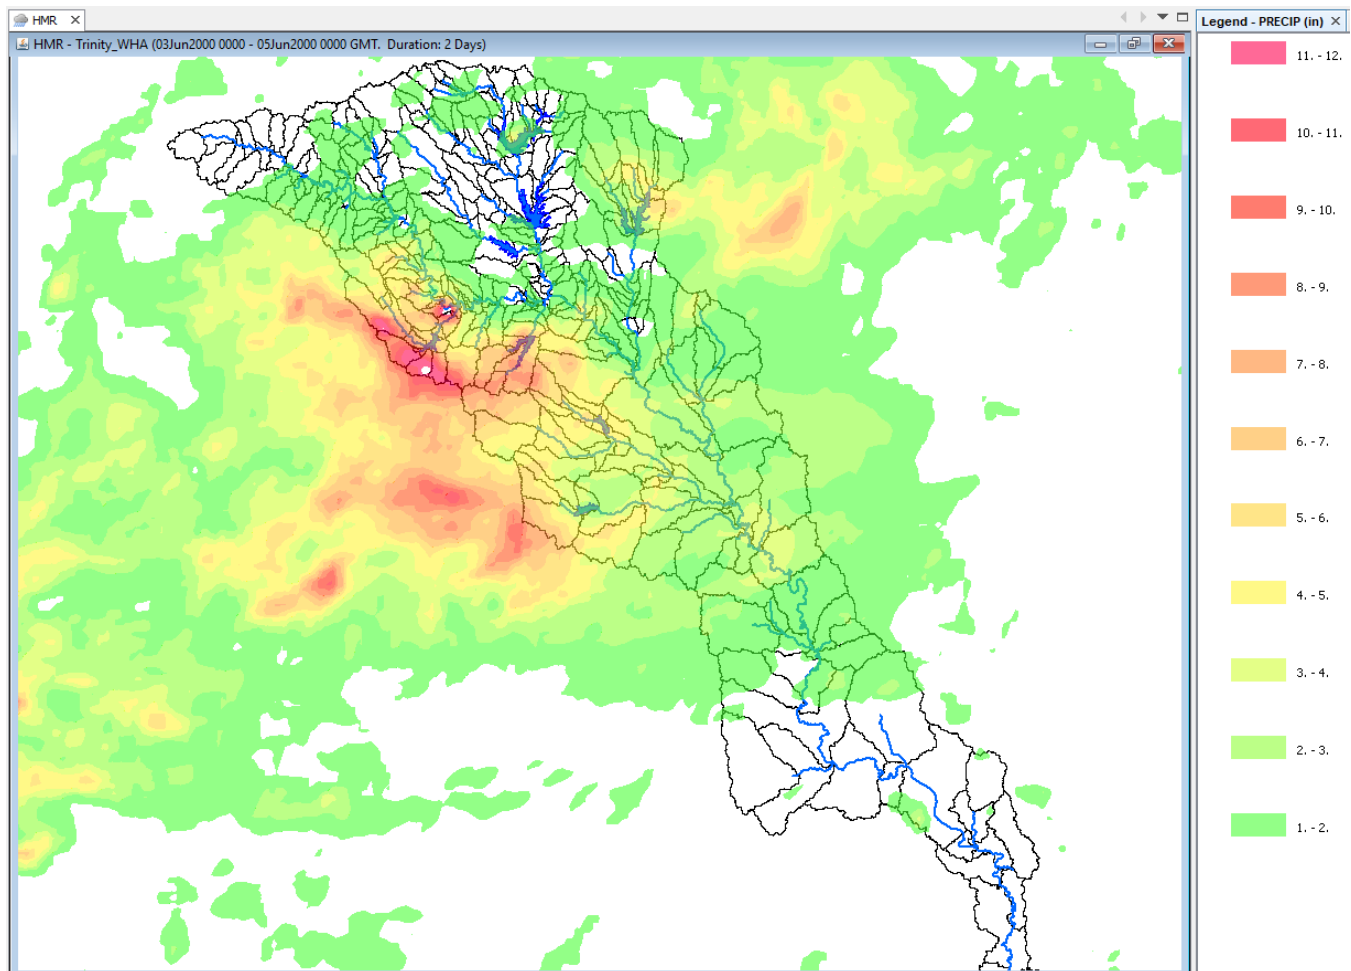 HMR
Legend - PRECIP (in)
HMR - Trinity_WHA (03Jun2000 0000 - 05Jun2000 0000 GMT. Duration: 2 Days)
11. - 12.
10. - 11.
9. - 10.
8. - 9.
7. - 8.
6. - 7.
5. - 6.
4. - 5.
3. - 4.
2. - 3.
1. - 2.